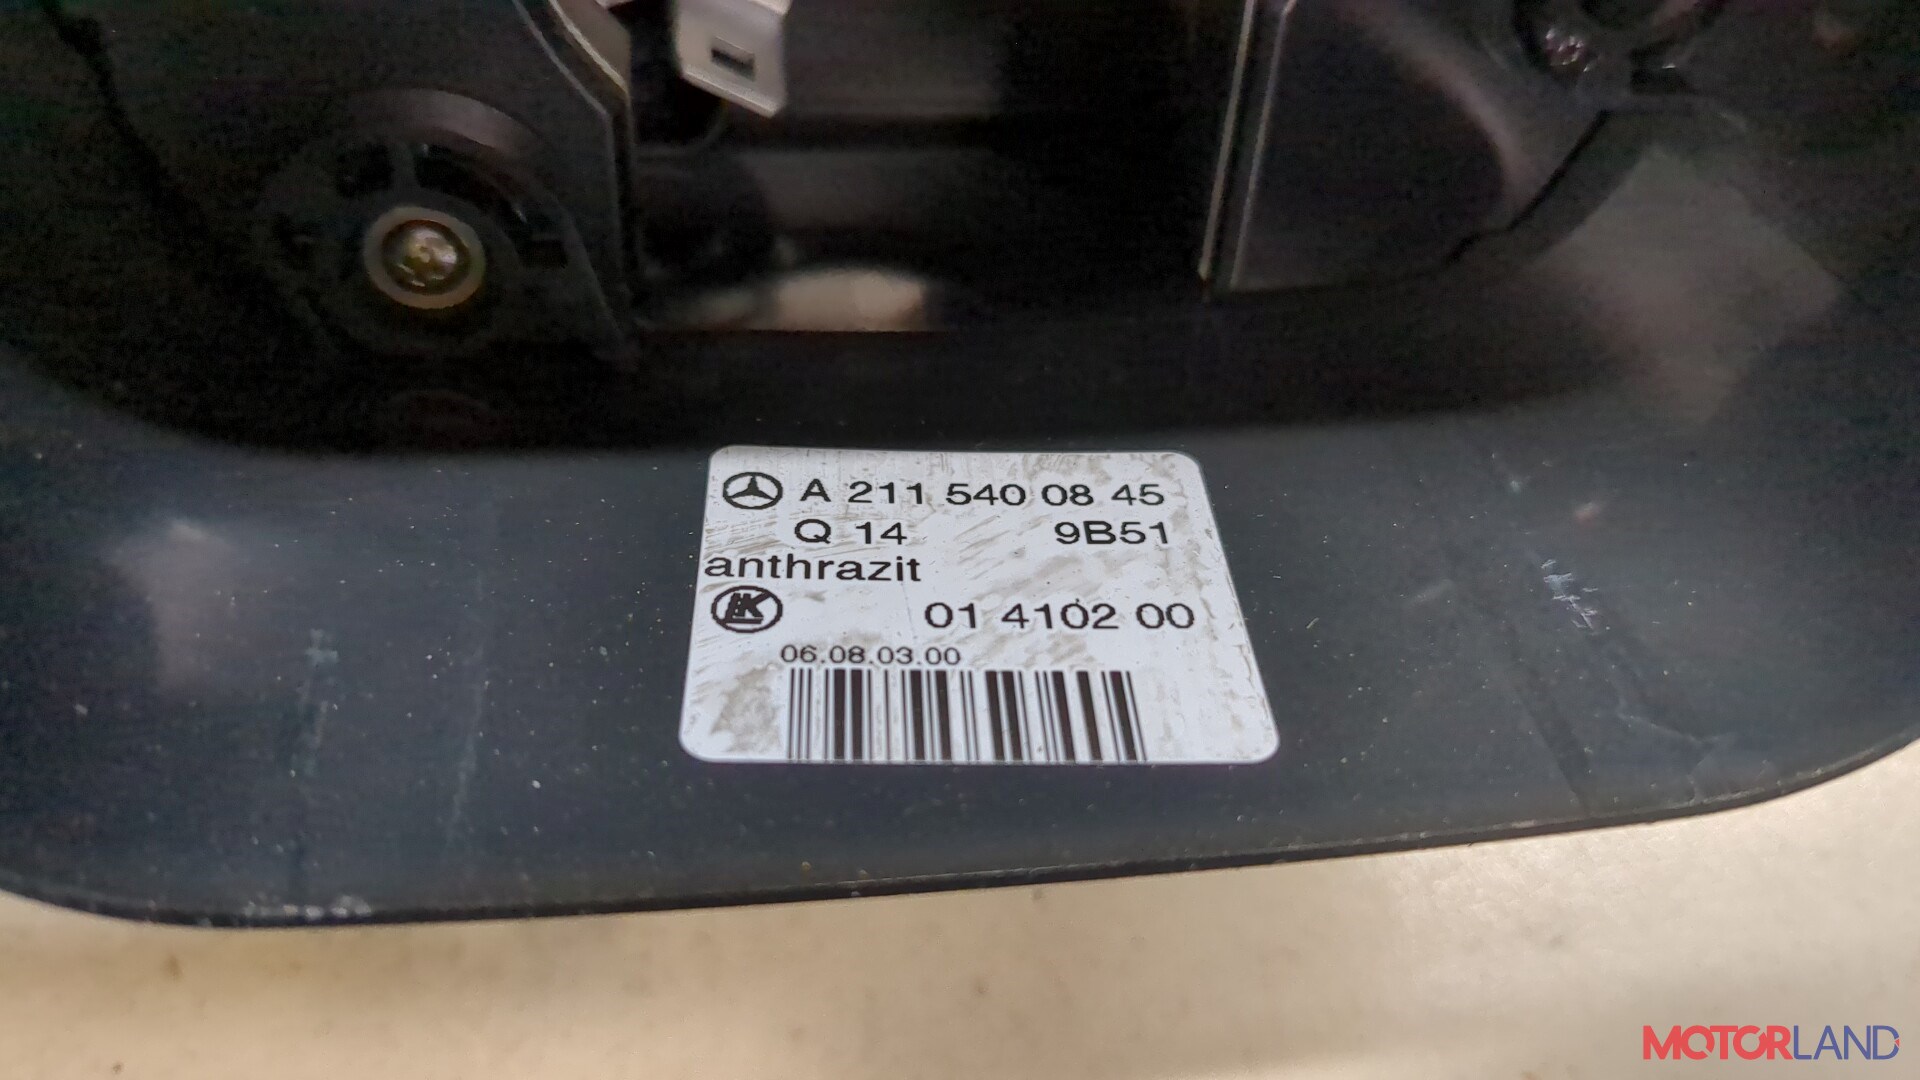 A 211 540 08 45
Q 14 9B51
anthrazit
01 4102 00
06.08.03.00
MOTORLAND